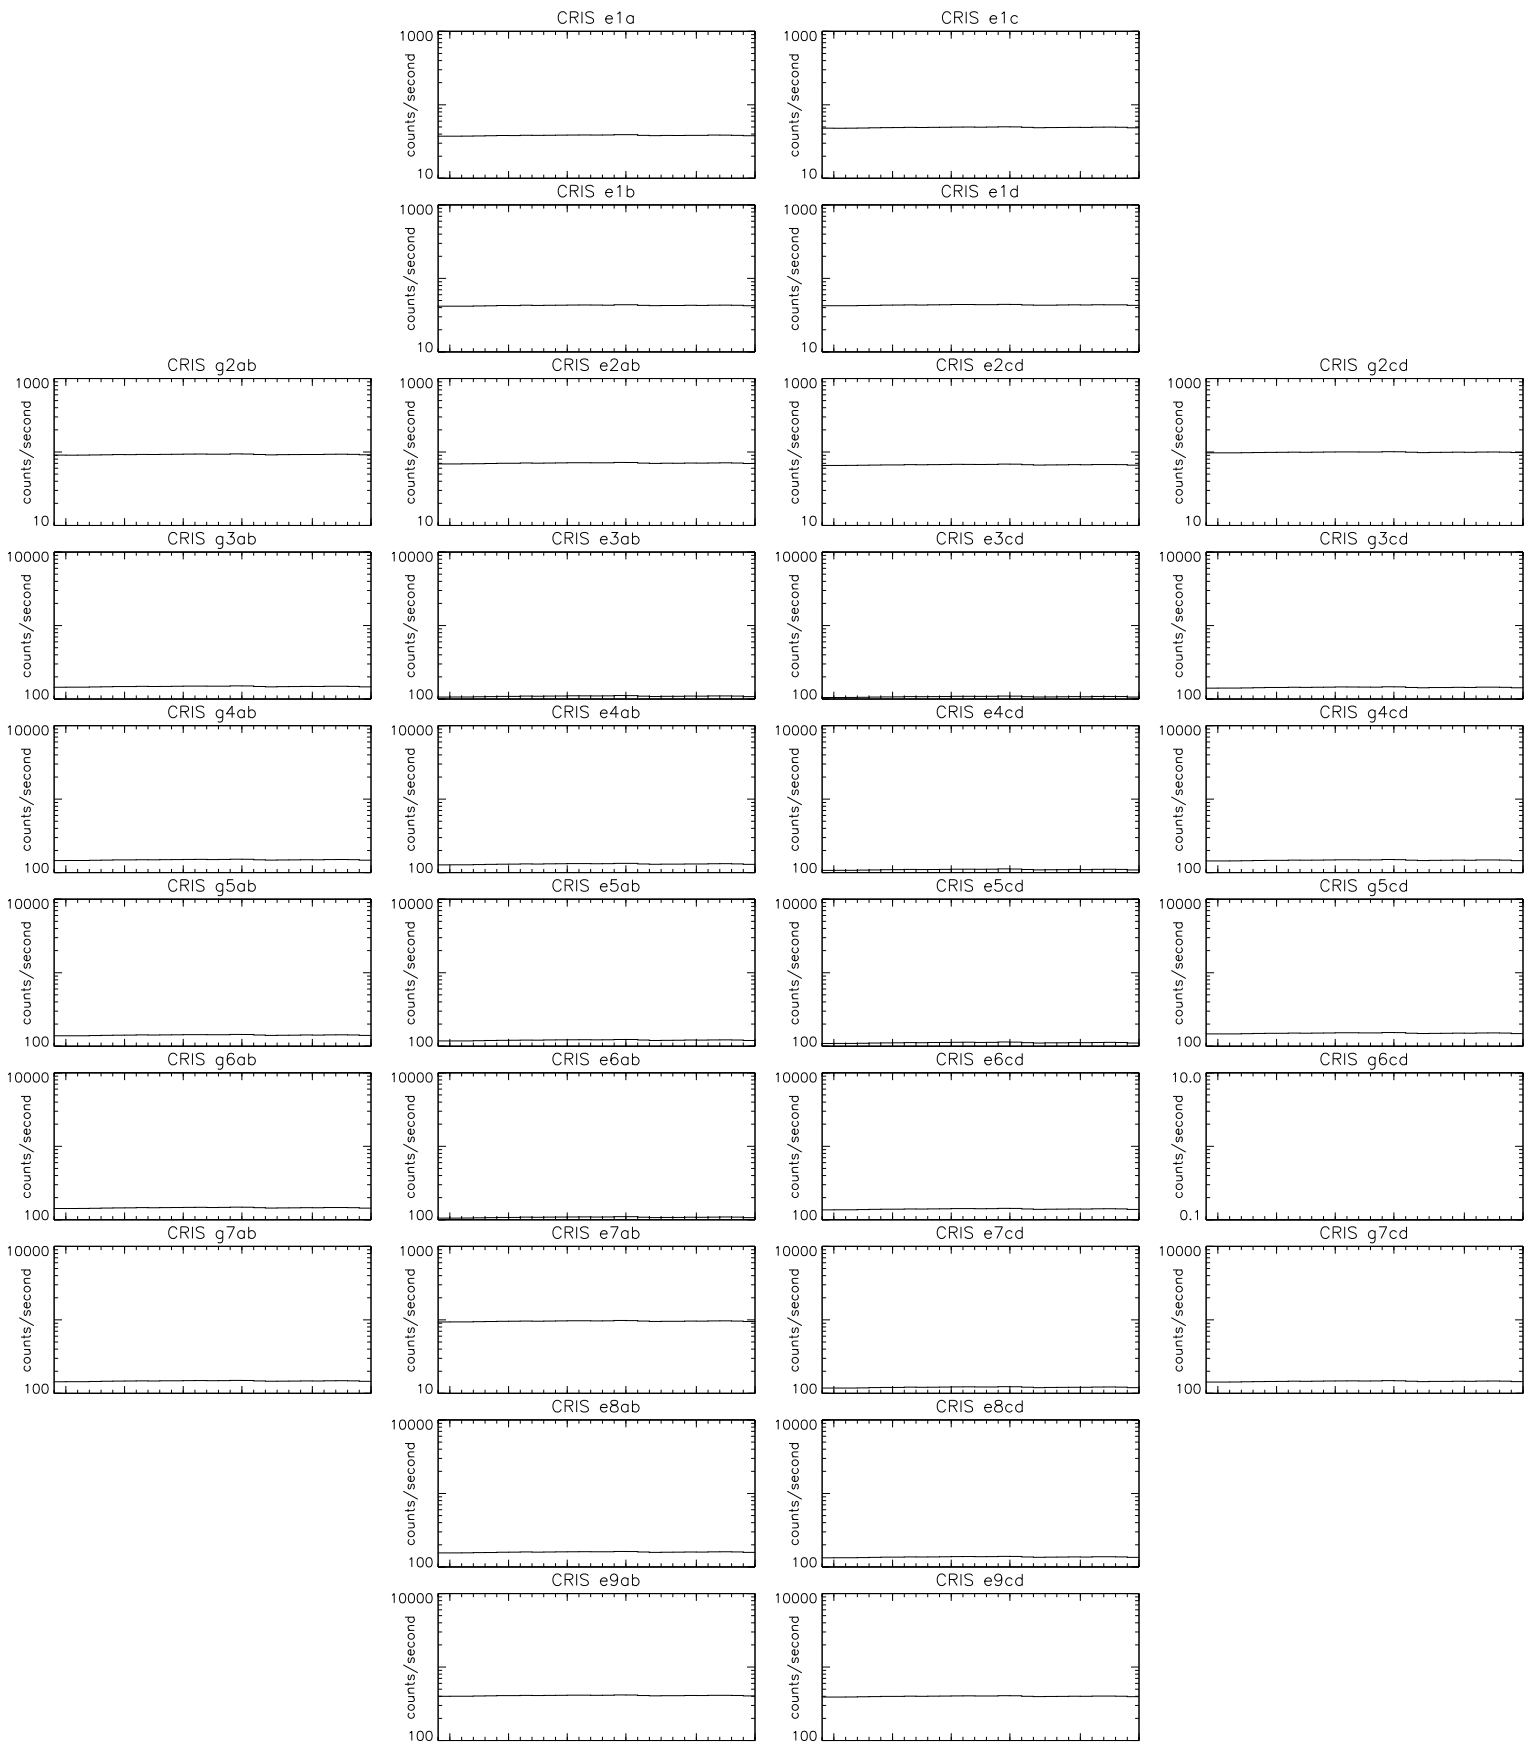 CRIS e1a
CRIS e1c
1000
counts/second
10
1000
counts/second
10
CRIS e1b
CRIS e1d
1000
counts/second
10
1000
counts/second
10
CRIS g2ab
CRIS e2ab
CRIS e2cd
CRIS g2cd
1000
counts/second
10
1000
counts/second
10
1000
counts/second
10
1000
counts/second
10
CRIS g3ab
CRIS e3ab
CRIS e3cd
CRIS g3cd
10000
counts/second
100
10000
counts/second
100
10000
counts/second
100
10000
counts/second
100
CRIS g4ab
CRIS e4ab
CRIS e4cd
CRIS g4cd
10000
counts/second
100
10000
counts/second
100
10000
counts/second
100
10000
counts/second
100
CRIS g5ab
CRIS e5ab
CRIS e5cd
CRIS g5cd
10000
counts/second
100
10000
counts/second
100
10000
counts/second
100
10000
counts/second
100
CRIS g6ab
CRIS e6ab
CRIS e6cd
CRIS g6cd
10000
counts/second
100
10000
counts/second
100
10000
counts/second
100
10.0
counts/second
0.1
CRIS g7ab
CRIS e7ab
CRIS e7cd
CRIS g7cd
10000
counts/second
100
1000
counts/second
10
10000
counts/second
100
10000
counts/second
100
CRIS e8ab
CRIS e8cd
10000
counts/second
100
10000
counts/second
100
CRIS e9ab
CRIS e9cd
10000
counts/second
100
10000
counts/second
100